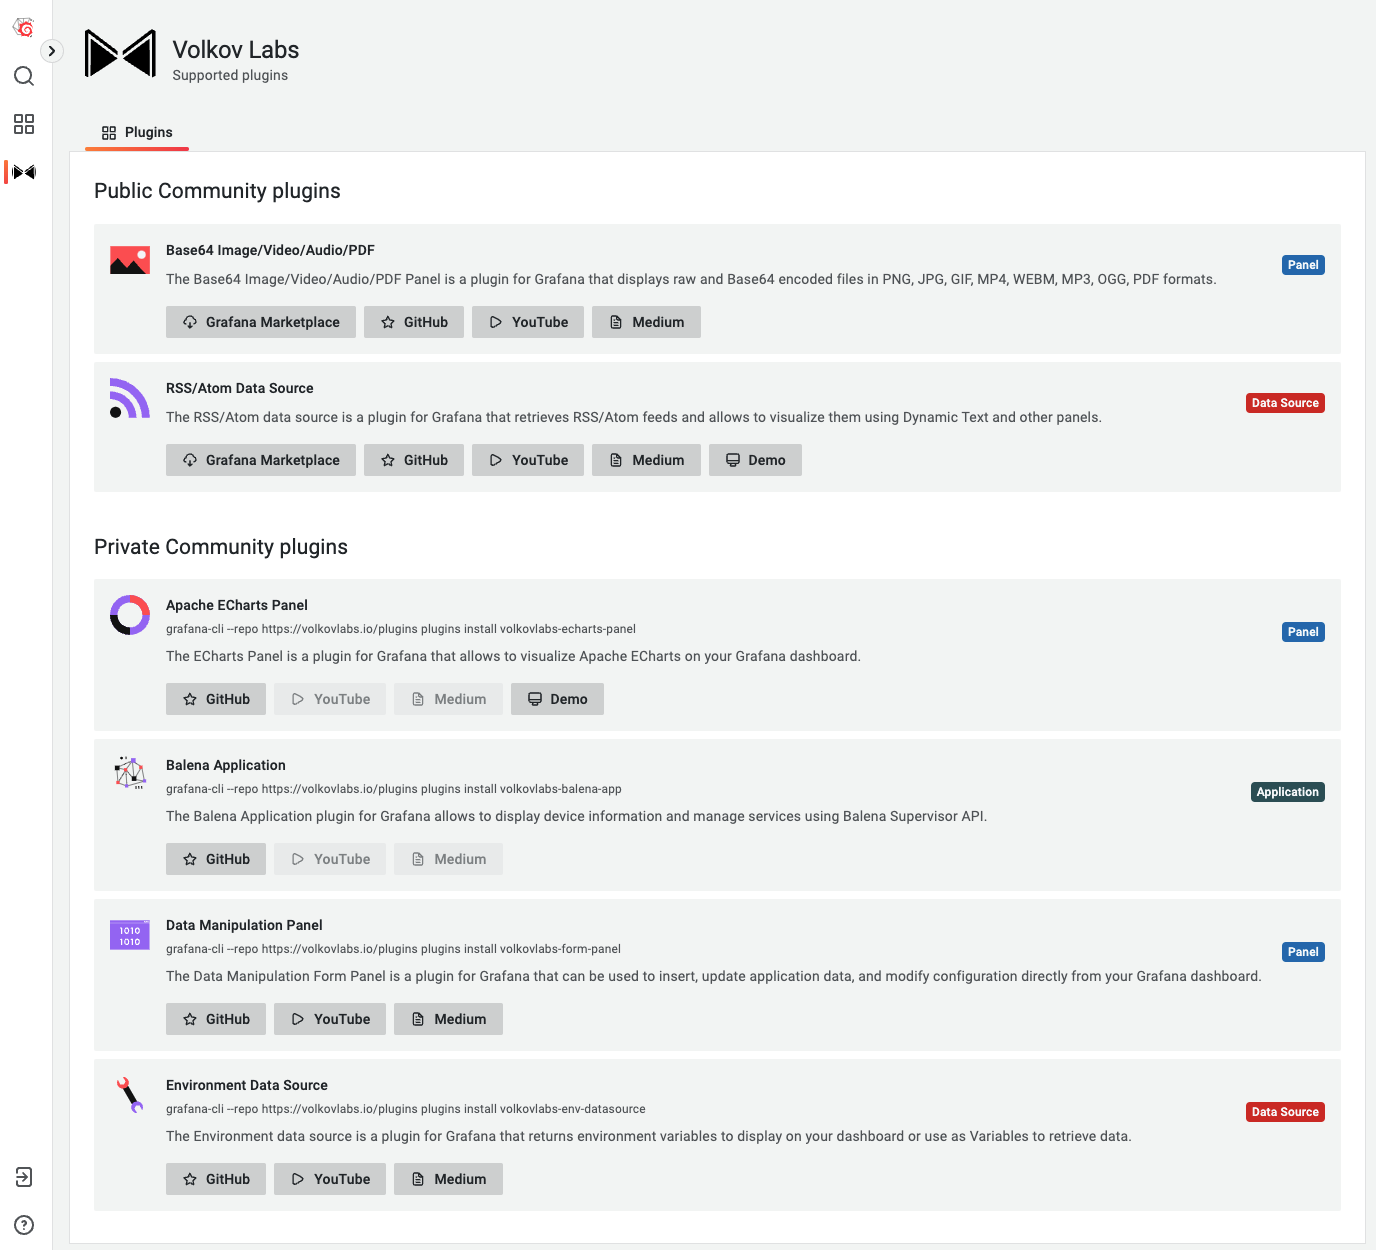 Volkov Labs
Supported plugins
Plugins
Public Community plugins
Base64 Image/Video/Audio/PDF
The Base64 Image/Video/Audio/PDF Panel is a plugin for Grafana that displays raw and Base64 encoded files in PNG, JPG, GIF, MP4, WEBM, MP3, OGG, PDF formats.
Panel
Grafana Marketplace GitHub YouTube Medium
RSS/Atom Data Source
The RSS/Atom data source is a plugin for Grafana that retrieves RSS/Atom feeds and allows to visualize them using Dynamic Text and other panels.
Data Source
Grafana Marketplace GitHub YouTube Medium Demo
Private Community plugins
Apache ECharts Panel
grafana-cli --repo https://volkovlabs.io/plugins plugins install volkovlabs-echarts-panel
Panel
The ECharts Panel is a plugin for Grafana that allows to visualize Apache ECharts on your Grafana dashboard.
GitHub YouTube Medium Demo
Balena Application
grafana-cli --repo https://volkovlabs.io/plugins plugins install volkovlabs-balena-app
Application
The Balena Application plugin for Grafana allows to display device information and manage services using Balena Supervisor API.
GitHub YouTube Medium
1010
1010
Data Manipulation Panel
grafana-cli --repo https://volkovlabs.io/plugins plugins install volkovlabs-form-panel
Panel
The Data Manipulation Form Panel is a plugin for Grafana that can be used to insert, update application data, and modify configuration directly from your Grafana dashboard.
GitHub YouTube Medium
Environment Data Source
grafana-cli --repo https://volkovlabs.io/plugins plugins install volkovlabs-env-datasource
Data Source
The Environment data source is a plugin for Grafana that returns environment variables to display on your dashboard or use as Variables to retrieve data.
GitHub YouTube Medium